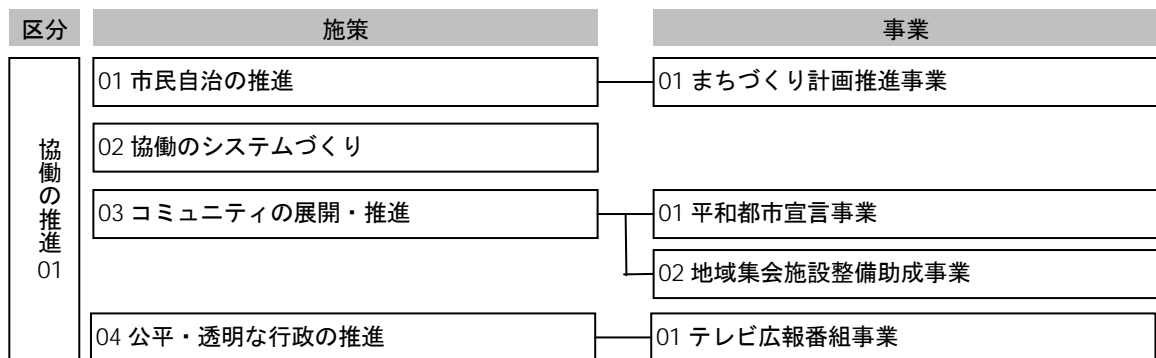 区分 施策 事業
協働の推進 01
01 市民自治の推進 01 まちづくり計画推進事業
02 協働のシステムづくり
03 コミュニティの展開・推進 01 平和都市宣言事業
02 地域集会施設整備助成事業
04 公平・透明な行政の推進 01 テレビ広報番組事業